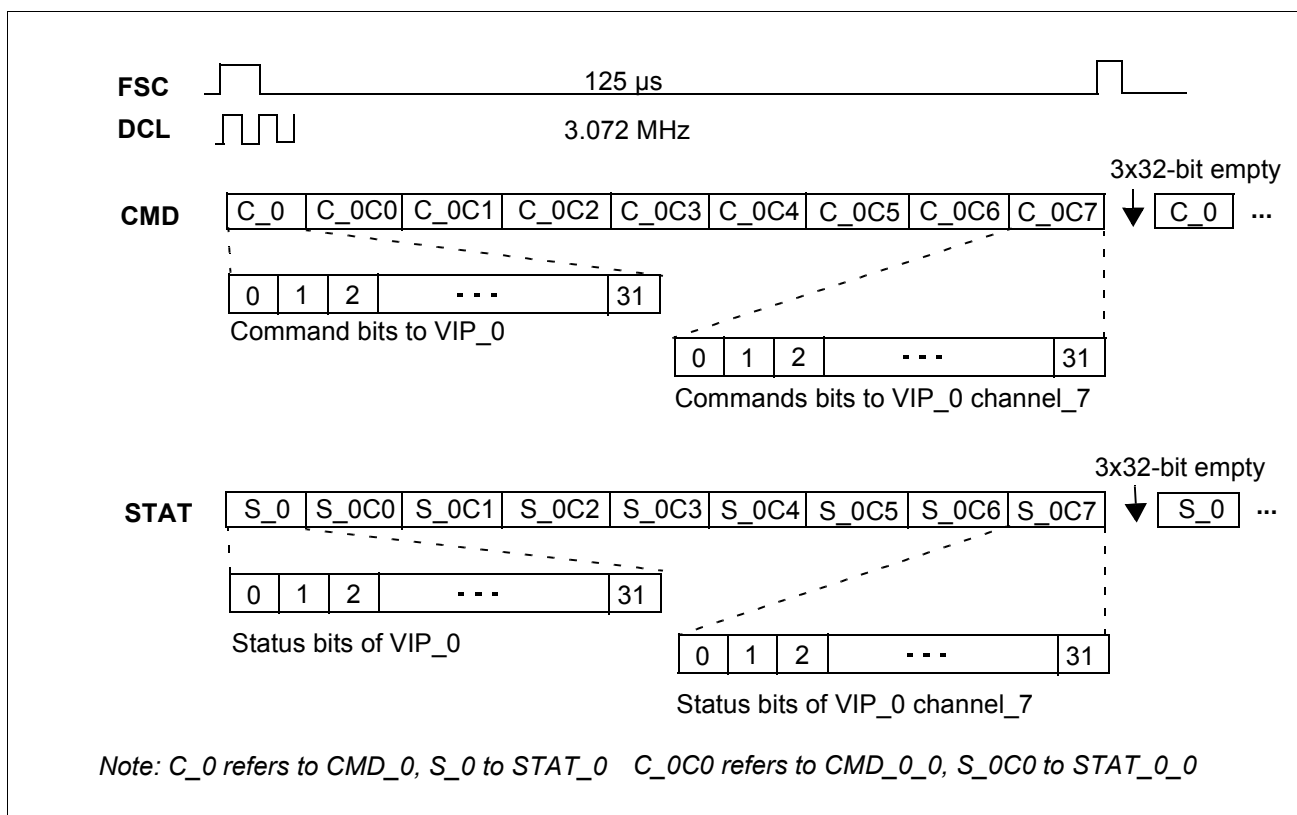 FSC 125 µs
DCL 3.072 MHz
3x32-bit empty
CMD C_0 C_0C0 C_0C1 C_0C2 C_0C3 C_0C4 C_0C5 C_0C6 C_0C7 C_0 ...
0 1 2 - - - 31
Command bits to VIP_0
0 1 2 - - - 31
Commands bits to VIP_0 channel_7
3x32-bit empty
STAT S_0 S_0C0 S_0C1 S_0C2 S_0C3 S_0C4 S_0C5 S_0C6 S_0C7 S_0 ...
0 1 2 - - - 31
Status bits of VIP_0
0 1 2 - - - 31
Status bits of VIP_0 channel_7
Note: C_0 refers to CMD_0, S_0 to STAT_0 C_0C0 refers to CMD_0_0, S_0C0 to STAT_0_0